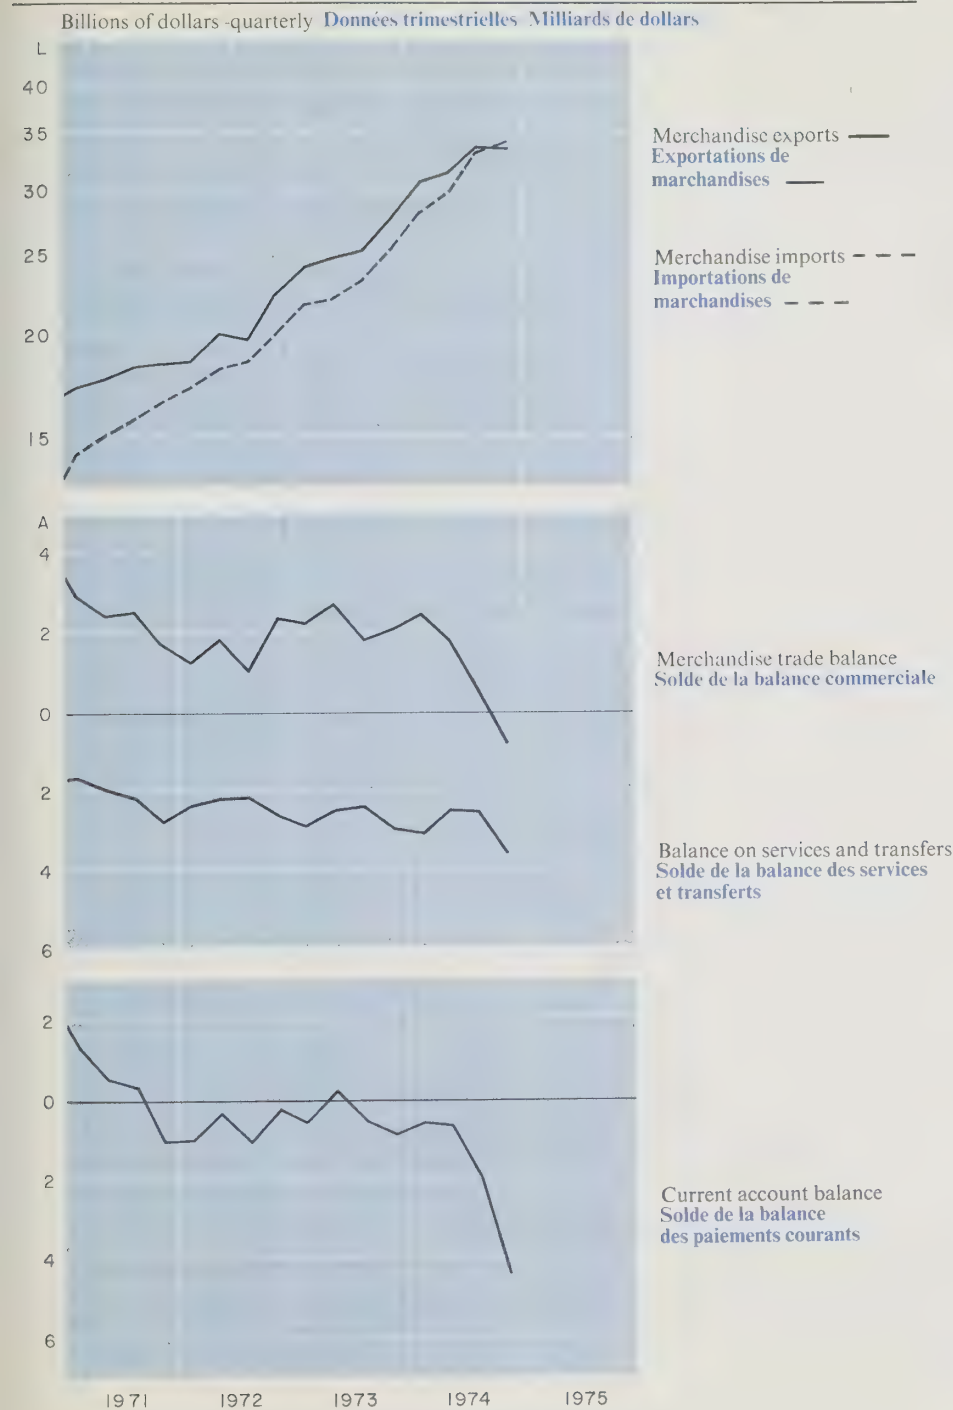 Billions of dollars -quarterly Données trimestrielles Milliards de dollars
L
40
35
30
25
20
15
Merchandise exports
Exportations de
marchandises
Merchandise imports
Importations de
marchandises
A
4
2
0
2
4
6
Merchandise trade balance
Solde de la balance commerciale
Balance on services and transfers
Solde de la balance des services
et transferts
2
0
2
4
6
Current account balance
Solde de la balance
des paiements courants
1971 1972 1973 1974 1975